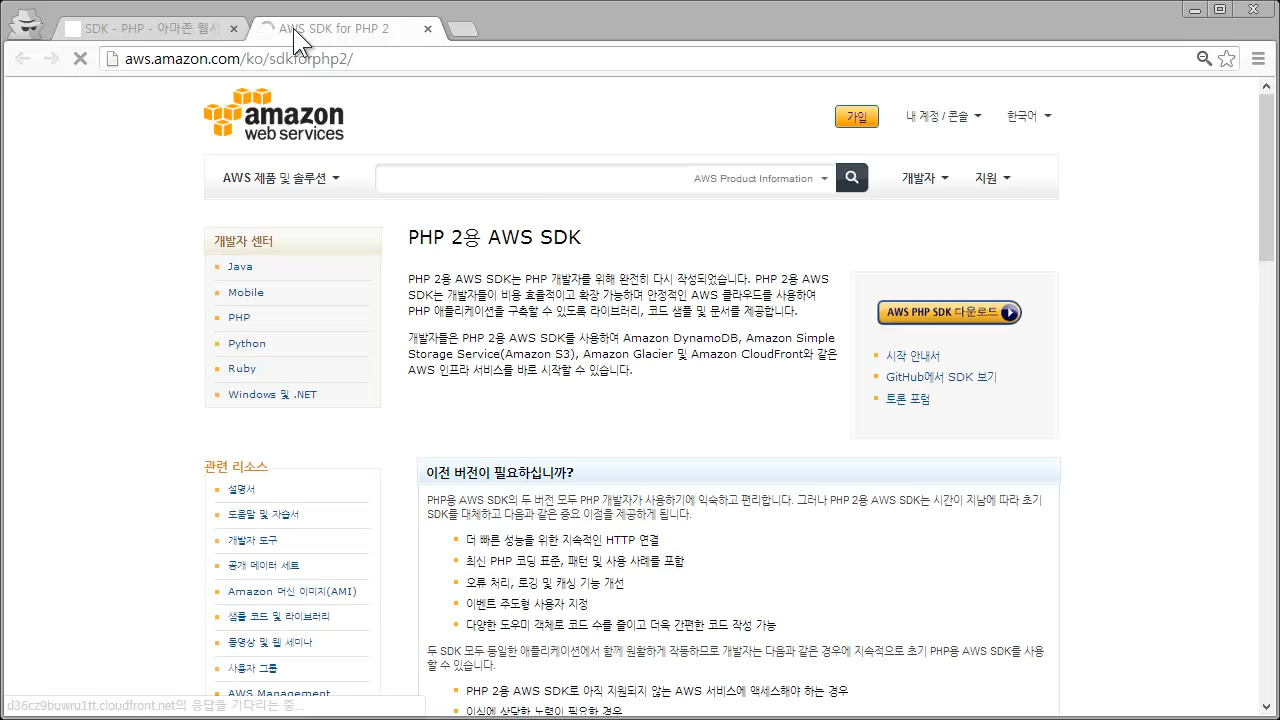 SDK - PHP - 아마존 웹서
AWS SDK for PHP 2
aws.amazon.com/ko/sdkforphp2/
amazon
web services
가입
내 계정 / 콘솔
한국어
AWS 제품 및 솔루션
AWS Product Information
개발자
지원
개발자 센터
Java
Mobile
PHP
Python
Ruby
Windows 및 .NET
PHP 2용 AWS SDK
PHP 2용 AWS SDK는 PHP 개발자를 위해 완전히 다시 작성되었습니다. PHP 2용 AWS
SDK는 개발자들이 비용 효율적이고 확장 가능하며 안정적인 AWS 클라우드를 사용하여
PHP 애플리케이션을 구축할 수 있도록 라이브러리, 코드 샘플 및 문서를 제공합니다.
개발자들은 PHP 2용 AWS SDK를 사용하여 Amazon DynamoDB, Amazon Simple
Storage Service(Amazon S3), Amazon Glacier 및 Amazon CloudFront와 같은
AWS 인프라 서비스를 바로 시작할 수 있습니다.
AWS PHP SDK 다운로드
시작 안내서
GitHub에서 SDK 보기
토론 포럼
관련 리소스
설명서
도움말 및 자습서
개발자 도구
공개 데이터 세트
Amazon 머신 이미지(AMI)
샘플 코드 및 라이브러리
동영상 및 웹 세미나
사용자 그룹
AWS Management
이전 버전이 필요하십니까?
PHP용 AWS SDK의 두 버전 모두 PHP 개발자가 사용하기에 익숙하고 편리합니다. 그러나 PHP 2용 AWS SDK는 시간이 지남에 따라 초기
SDK를 대체하고 다음과 같은 중요 이점을 제공하게 됩니다.
더 빠른 성능을 위한 지속적인 HTTP 연결
최신 PHP 코딩 표준, 패턴 및 사용 사례를 포함
오류 처리, 로깅 및 캐싱 기능 개선
이벤트 주도형 사용자 지정
다양한 도우미 객체로 코드 수를 줄이고 더욱 간편한 코드 작성 가능
두 SDK 모두 동일한 애플리케이션에서 함께 원활하게 작동하므로 개발자는 다음과 같은 경우에 지속적으로 초기 PHP용 AWS SDK를 사용
할 수 있습니다.
PHP 2용 AWS SDK로 아직 지원되지 않는 AWS 서비스에 액세스해야 하는 경우
이식에 상당한 노력이 필요한 경우
d36cz9buwru1tt.cloudfront.net의 응답을 기다리는 중...